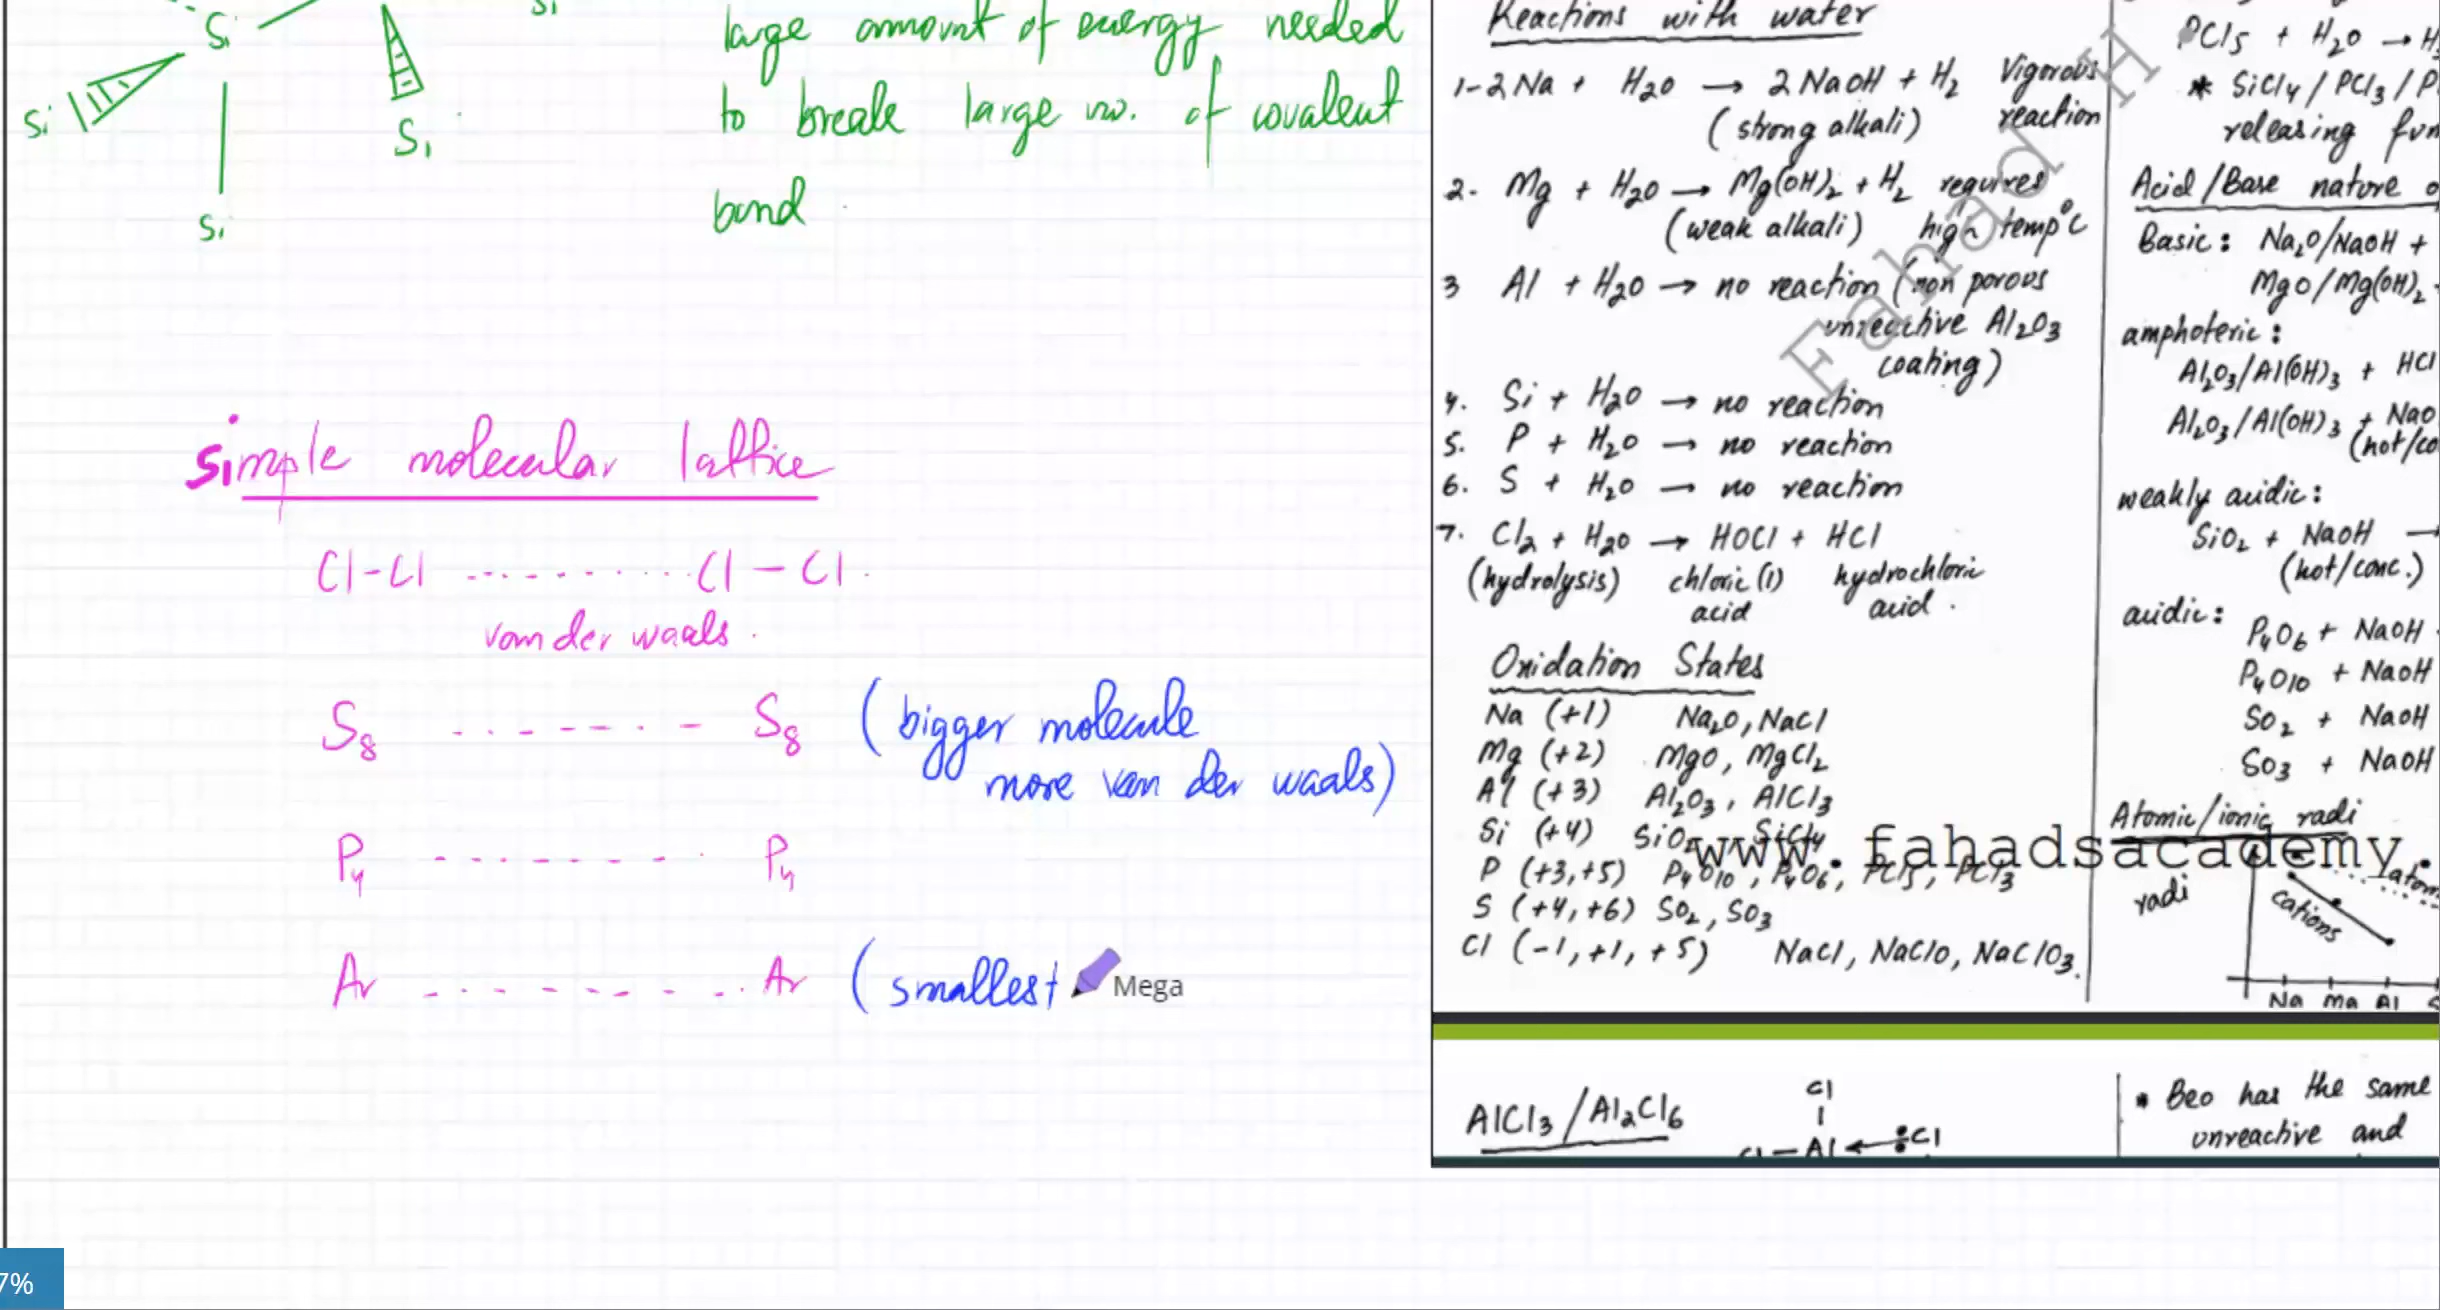 Si
Si
Si
Si
Si
large amount of energy needed
to break large no. of covalent
bond
simple molecular lattice
Cl-Cl ........... Cl — Cl
van der waals.
S₈ ------- S₈ (bigger molecule
more van der waals)
P₄ ------- P₄
Ar ------- Ar (smallest
Mega
7%
Reactions with water
1-2Na + H₂O → 2NaOH + H₂ Vigorous
(strong alkali) reaction
2- Mg + H₂O → Mg(OH)₂ + H₂ requires
(weak alkali) high temp°C
3 Al + H₂O → no reaction (non porous
unreactive Al₂O₃
coating)
4. Si + H₂O → no reaction
5. P + H₂O → no reaction
6. S + H₂O → no reaction
7. Cl₂ + H₂O → HOCl + HCl
(hydrolysis) chloric(1) hydrochloric
acid acid.
Oxidation States
Na (+1) Na₂O, NaCl
Mg (+2) MgO, MgCl₂
Al (+3) Al₂O₃, AlCl₃
Si (+4) SiO₂, SiCl₄
P (+3,+5) P₄O₁₀, P₄O₆, PCl₅, PCl₃
S (+4,+6) SO₂, SO₃
Cl (-1,+1,+5) NaCl, NaClO, NaClO₃.
PCl₅ + H₂O →
* SiCl₄/PCl₃/P
releasing fum
Acid/Base nature o
Basic: Na₂O/NaOH +
MgO/Mg(OH)₂
amphoteric:
Al₂O₃/Al(OH)₃ + HCl
Al₂O₃/Al(OH)₃ + NaO
(hot/co
weakly acidic:
SiO₂ + NaOH →
(hot/conc.)
acidic: P₄O₆ + NaOH
P₄O₁₀ + NaOH
SO₂ + NaOH
SO₃ + NaOH
Atomic/ionic radi
radi
cations
atom
Na Mg Al S
Fahad H
www.fahadsacademy.
AlCl₃/Al₂Cl₆
Cl
Cl — Al ← :Cl
* Beo has the same
unreactive and